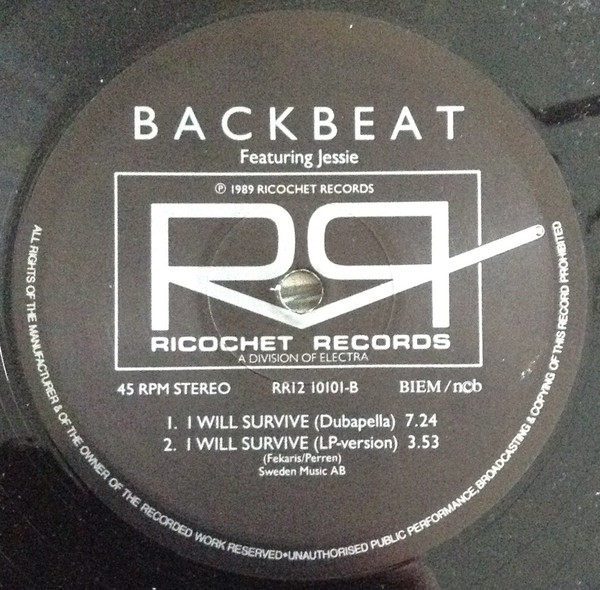 BACKBEAT
Featuring Jessie
℗ 1989 RICOCHET RECORDS
RR
RICOCHET RECORDS
A DIVISION OF ELECTRA
45 RPM STEREO RR12 10101-B BIEM/ncb
1. I WILL SURVIVE (Dubapella) 7.24
2. I WILL SURVIVE (LP-version) 3.53
(Fekaris/Perren)
Sweden Music AB
ALL RIGHTS OF THE MANUFACTURER & OF THE OWNER OF THE RECORDED WORK RESERVED•UNAUTHORISED PUBLIC PERFORMANCE, BROADCASTING & COPYING OF THIS RECORD PROHIBITED